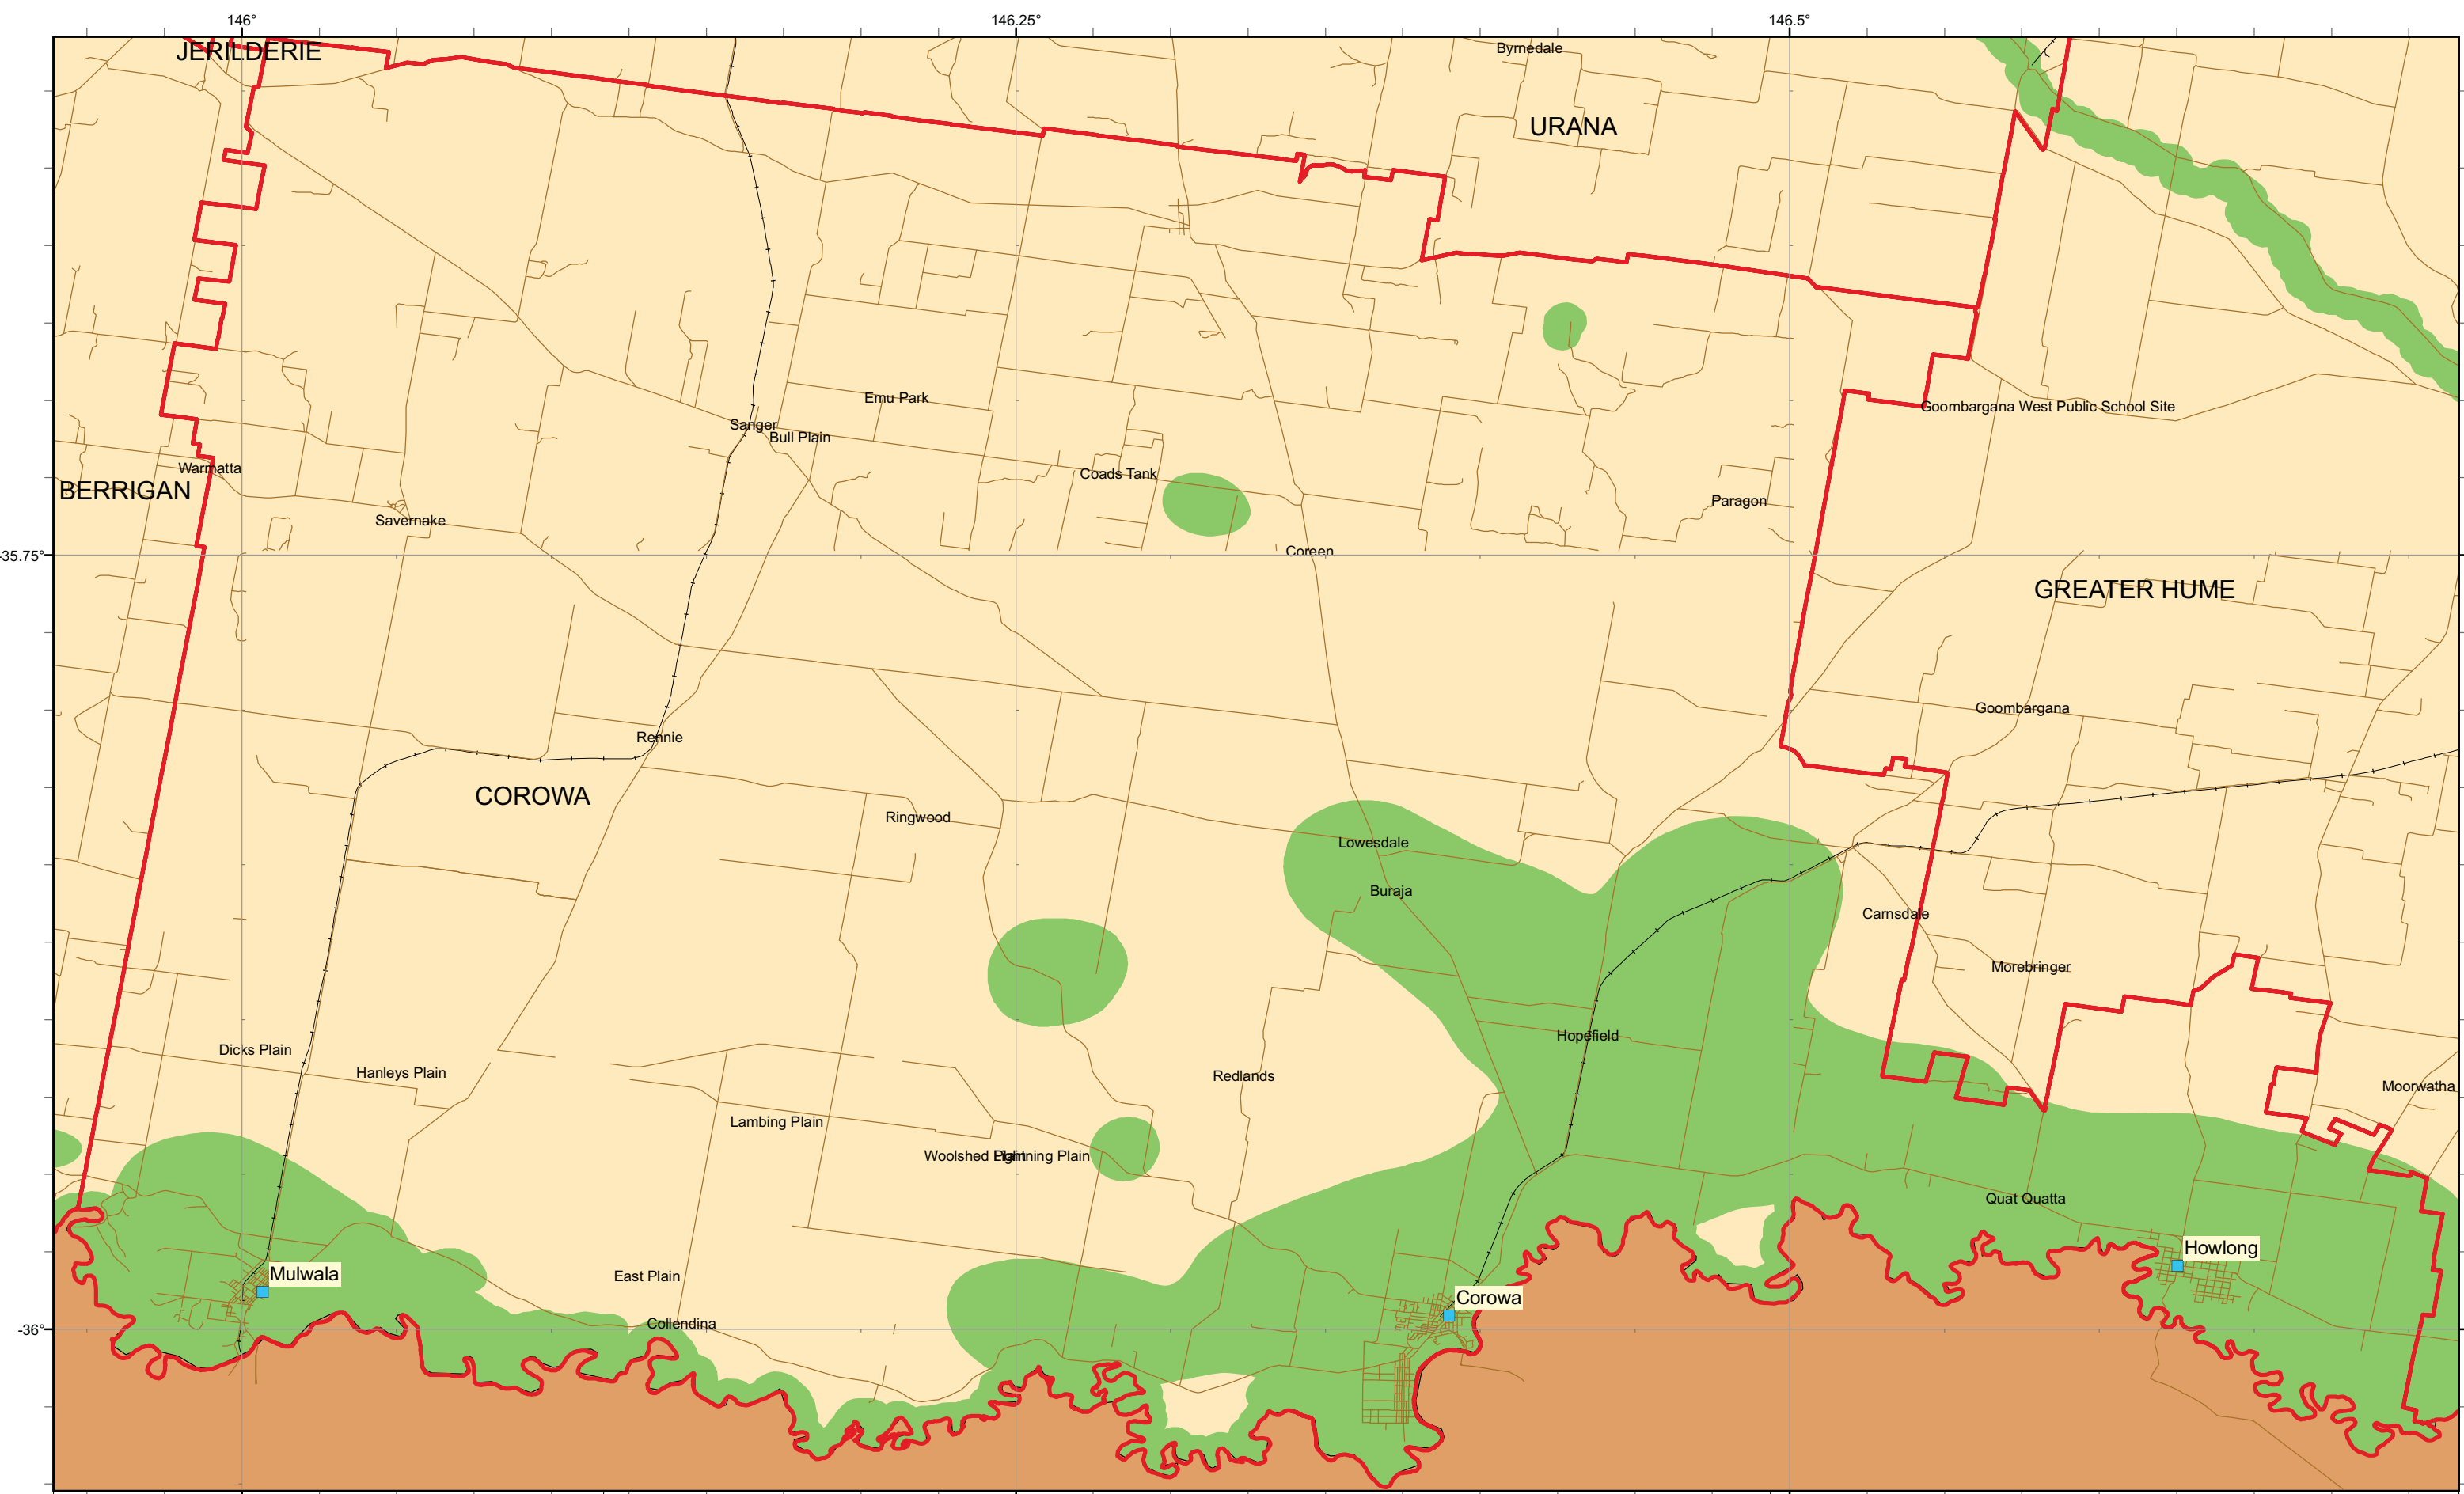 146°
146.25°
146.5°
JERILDERIE
Byrnedale
URANA
Emu Park
Goombargana West Public School Site
Sanger
Bull Plain
Warmatta
Coads Tank
BERRIGAN
Paragon
Savernake
Coreen
-35.75°
GREATER HUME
Goombargana
Rennie
COROWA
Ringwood
Lowesdale
Buraja
Carnsdale
Morebringer
Hopefield
Dicks Plain
Hanleys Plain
Redlands
Moorwatha
Lambing Plain
Woolshed Plain
Quat Quatta
Howlong
Mulwala
East Plain
Corowa
Collendina
-36°